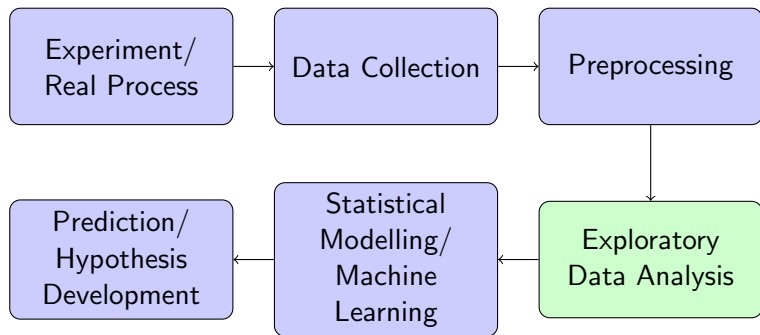 Experiment/
Real Process
Data Collection
Preprocessing
Exploratory
Data Analysis
Statistical
Modelling/
Machine
Learning
Prediction/
Hypothesis
Development